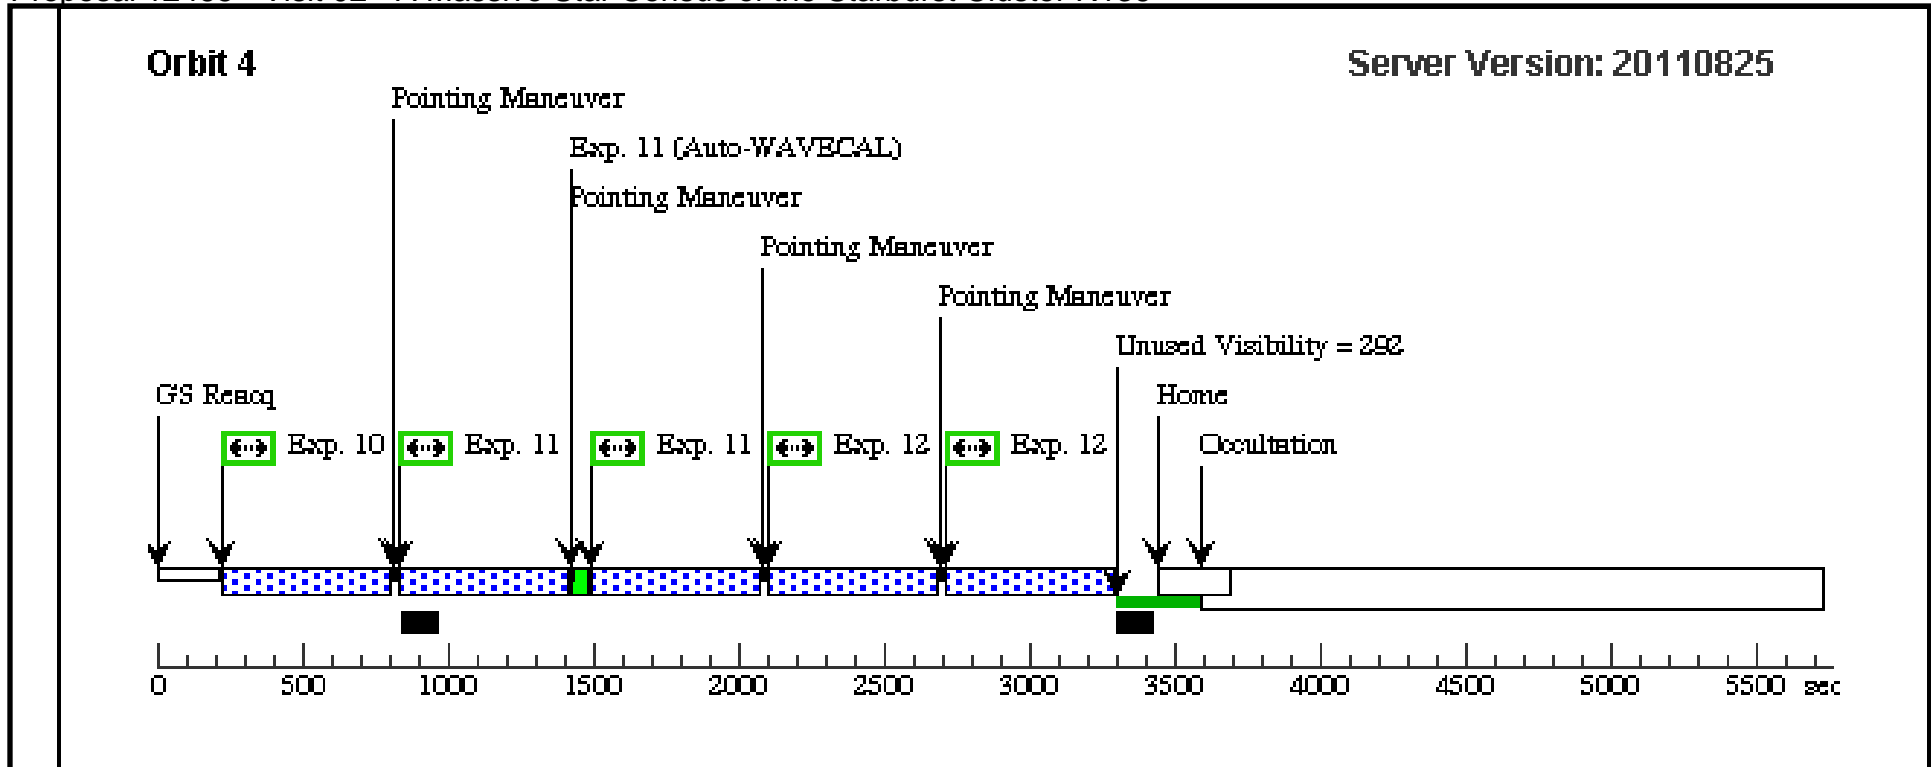 Orbit 4
Server Version: 20110825
Pointing Maneuver
Exp. 11 (Auto-WAVECAL)
Pointing Maneuver
Pointing Maneuver
Pointing Maneuver
Unused Visibility = 292
GS Reacq
Home
Exp. 10
Exp. 11
Exp. 11
Exp. 12
Exp. 12
Occultation
0 500 1000 1500 2000 2500 3000 3500 4000 4500 5000 5500 sec